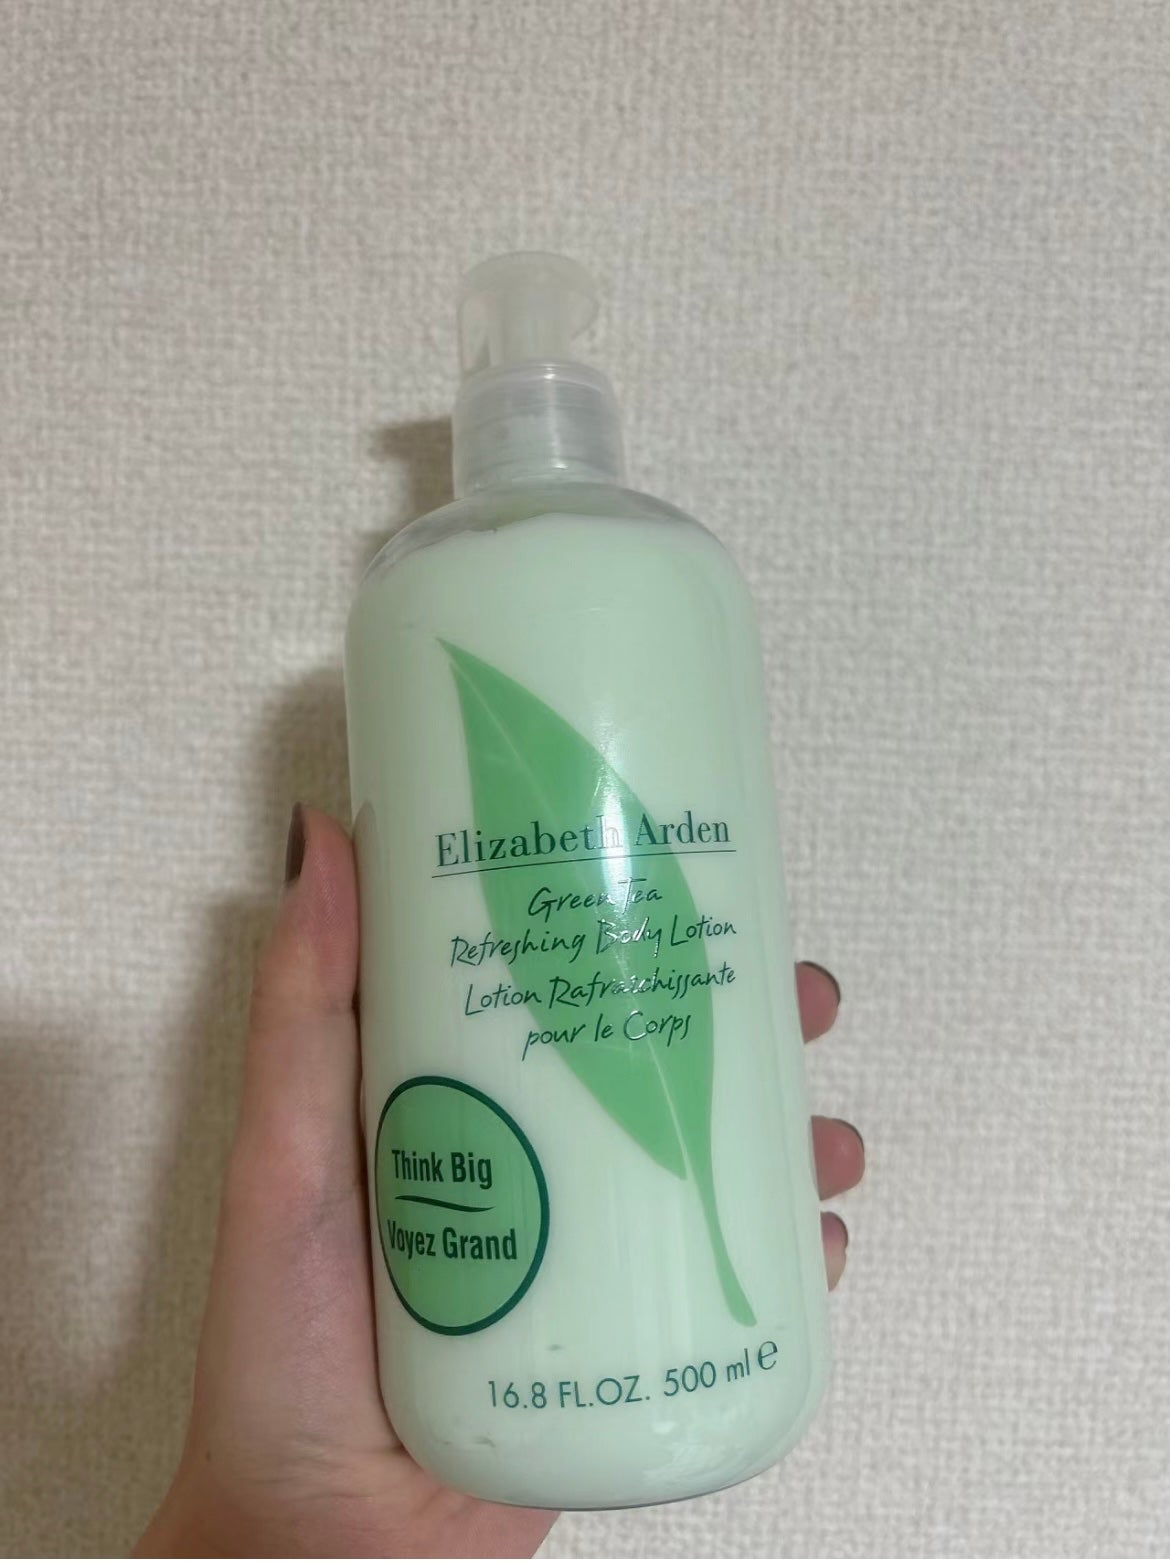 Elizabeth Arden
Green Tea
Refreshing Body Lotion
Lotion Rafraîchissante
pour le Corps
Think Big
Voyez Grand
16.8 FL.OZ. 500 ml ℮